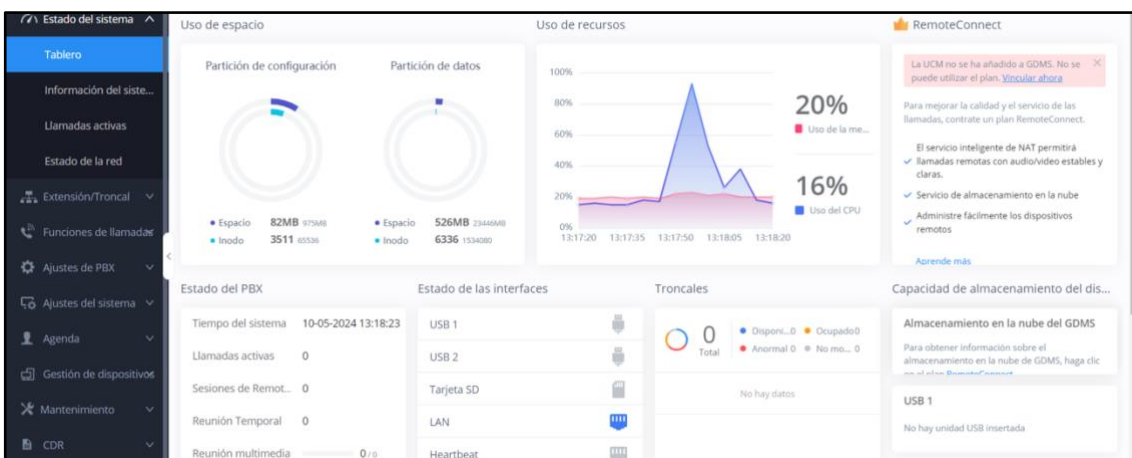 Estado del sistema
Tablero
Información del siste...
Llamadas activas
Estado de la red
Extensión/Troncal
Funciones de llamadas
Ajustes de PBX
Ajustes del sistema
Agenda
Gestión de dispositivos
Mantenimiento
CDR
Uso de espacio
Partición de configuración
Partición de datos
Espacio 82MB 975MB
Inodo 3511 65536
Espacio 526MB 23446MB
Inodo 6336 1534080
Uso de recursos
100%
80%
60%
40%
20%
0%
13:17:20 13:17:35 13:17:50 13:18:05 13:18:20
20%
Uso de la me...
16%
Uso del CPU
RemoteConnect
La UCM no se ha añadido a GDMS. No se
puede utilizar el plan. Vincular ahora
Para mejorar la calidad y el servicio de las
llamadas, contrate un plan RemoteConnect.
El servicio inteligente de NAT permitirá
llamadas remotas con audio/video estables y
claras.
Servicio de almacenamiento en la nube
Administre fácilmente los dispositivos
remotos
Aprende más
Estado del PBX
Tiempo del sistema 10-05-2024 13:18:23
Llamadas activas 0
Sesiones de Remot... 0
Reunión Temporal 0
Reunión multimedia 0/0
Estado de las interfaces
USB 1
USB 2
Tarjeta SD
LAN
Heartbeat
Troncales
0
Total
Disponi...0 Ocupado0
Anormal 0 No mo... 0
No hay datos
Capacidad de almacenamiento del dis...
Almacenamiento en la nube del GDMS
Para obtener información sobre el
almacenamiento en la nube de GDMS, haga clic
en el plan RemoteConnect
USB 1
No hay unidad USB insertada